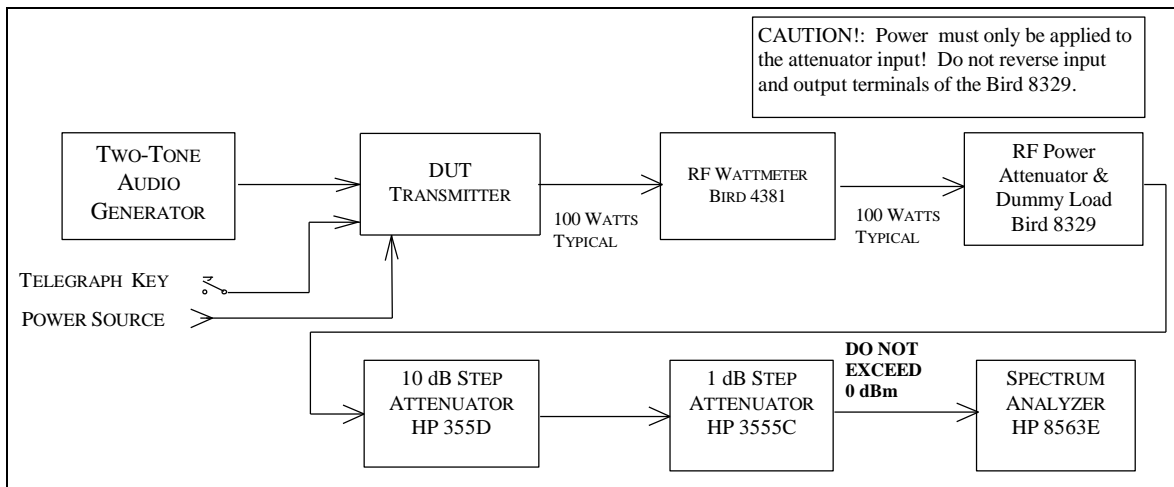 CAUTION!: Power must only be applied to
the attenuator input! Do not reverse input
and output terminals of the Bird 8329.
TWO-TONE
AUDIO
GENERATOR
DUT
TRANSMITTER
100 WATTS
TYPICAL
RF WATTMETER
BIRD 4381
100 WATTS
TYPICAL
RF Power
Attenuator &
Dummy Load
Bird 8329
TELEGRAPH KEY
POWER SOURCE
10 dB STEP
ATTENUATOR
HP 355D
1 dB STEP
ATTENUATOR
HP 3555C
DO NOT
EXCEED
0 dBm
SPECTRUM
ANALYZER
HP 8563E